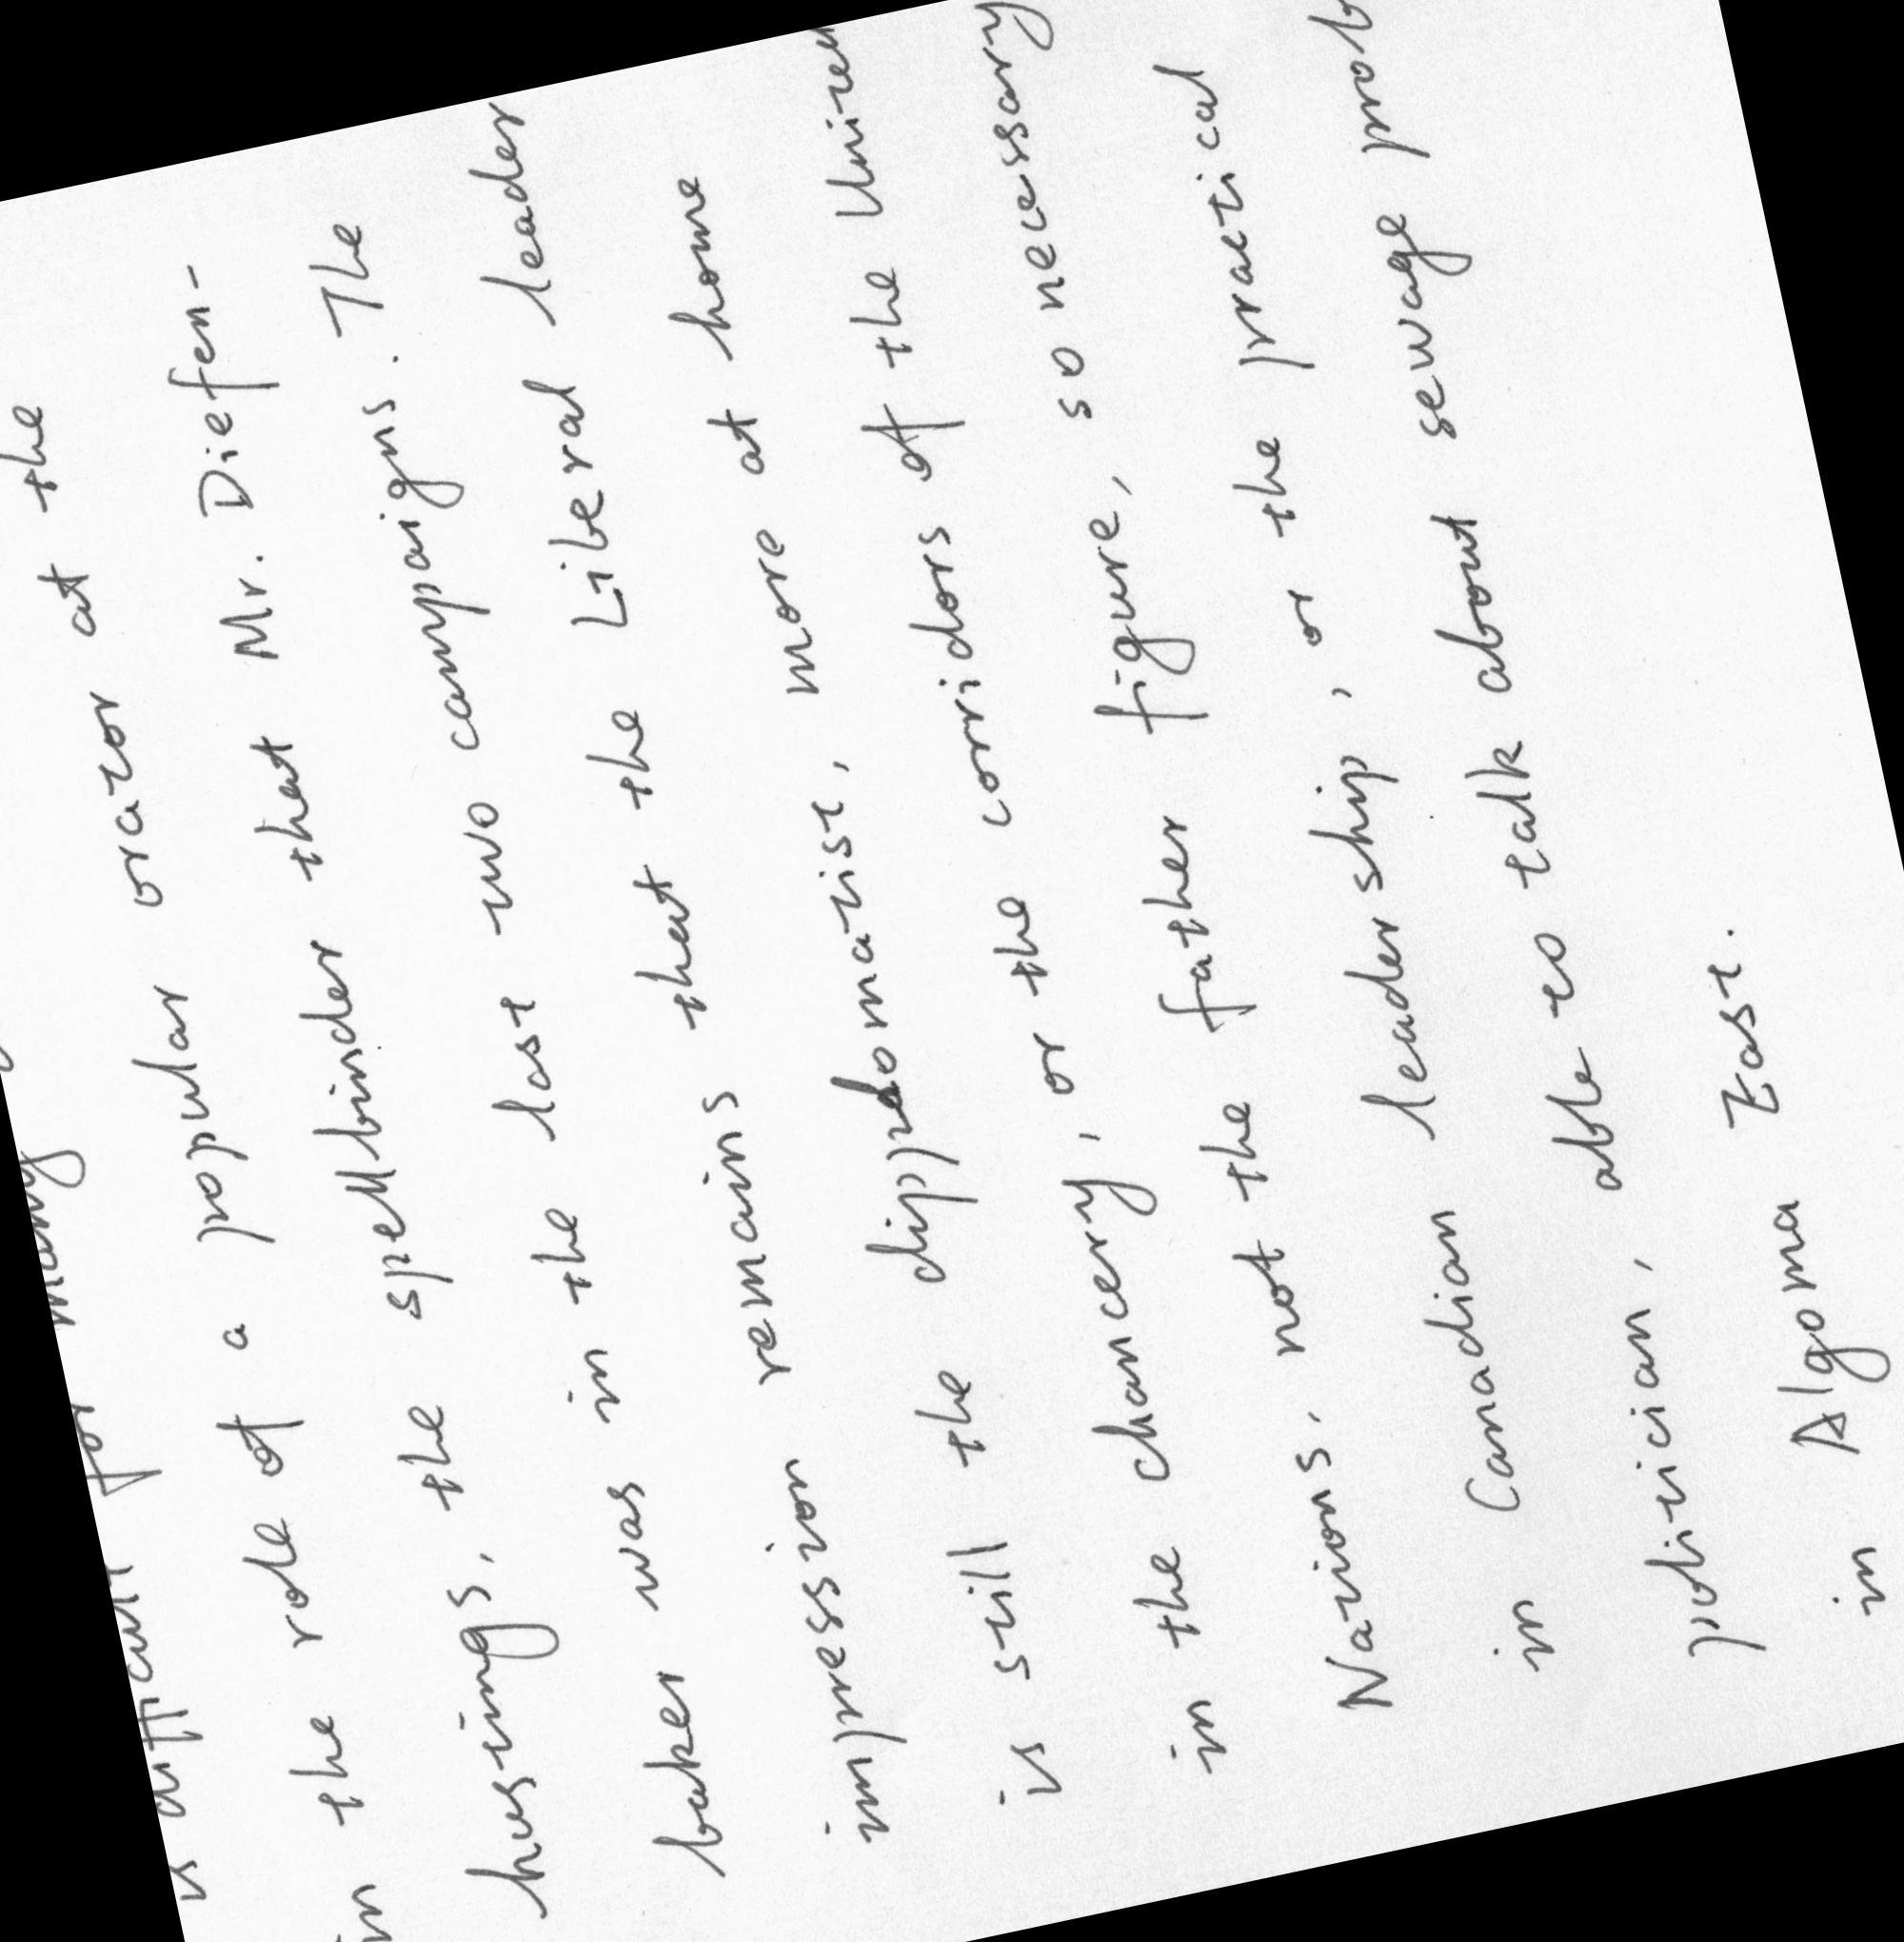 is difficult for many
in the role of a popular orator at the
hustings, the spellbinder that Mr. Diefen-
baker was in the last two campaigns. The
impression remains that the Liberal leader
is still the diplomatist, more at home
in the chancery, or the corridors of the United
Nations, not the father figure, so necessary
in Canadian leadership, or the practical
politician, able to talk about sewage prob
in Algoma East.